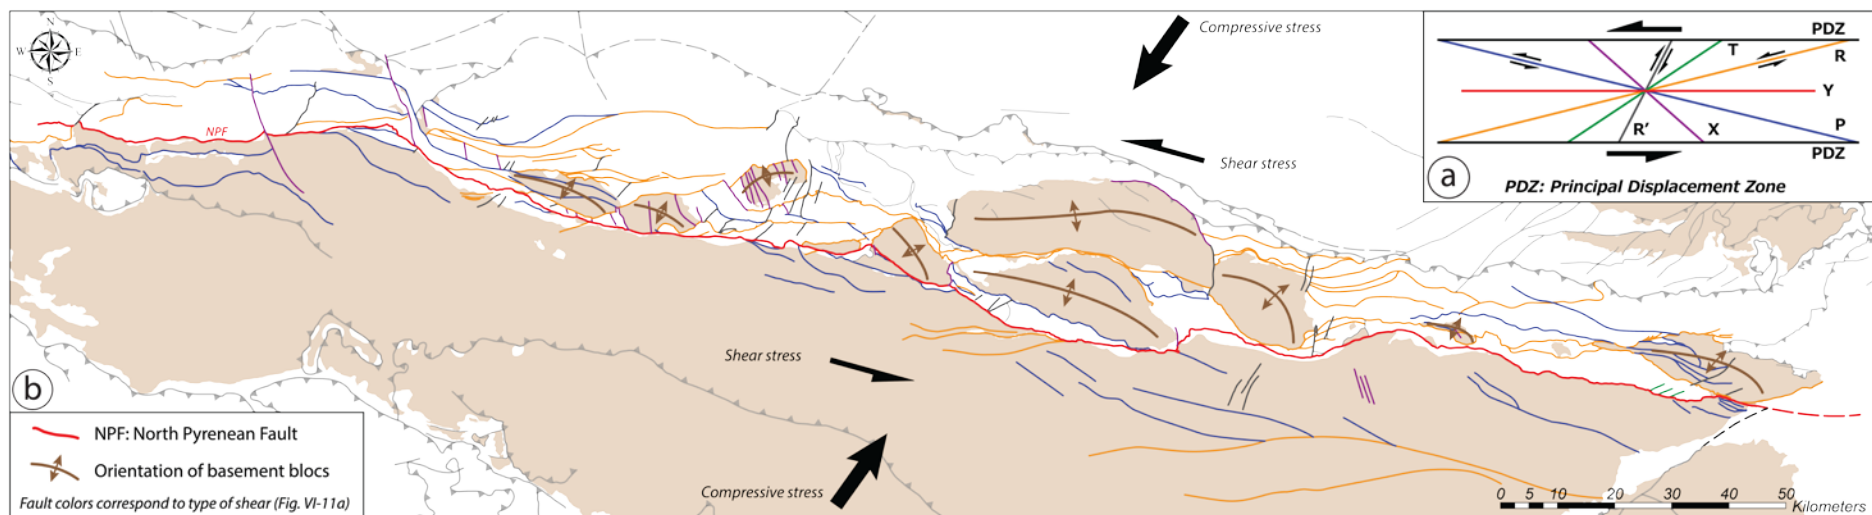 N
W
E
S
NPF
Compressive stress
Shear stress
PDZ
T
R
Y
R'
X
P
PDZ
a
PDZ: Principal Displacement Zone
Shear stress
Compressive stress
b
NPF: North Pyrenean Fault
Orientation of basement blocs
Fault colors correspond to type of shear (Fig. VI-11a)
0 5 10 20 30 40 50
Kilometers